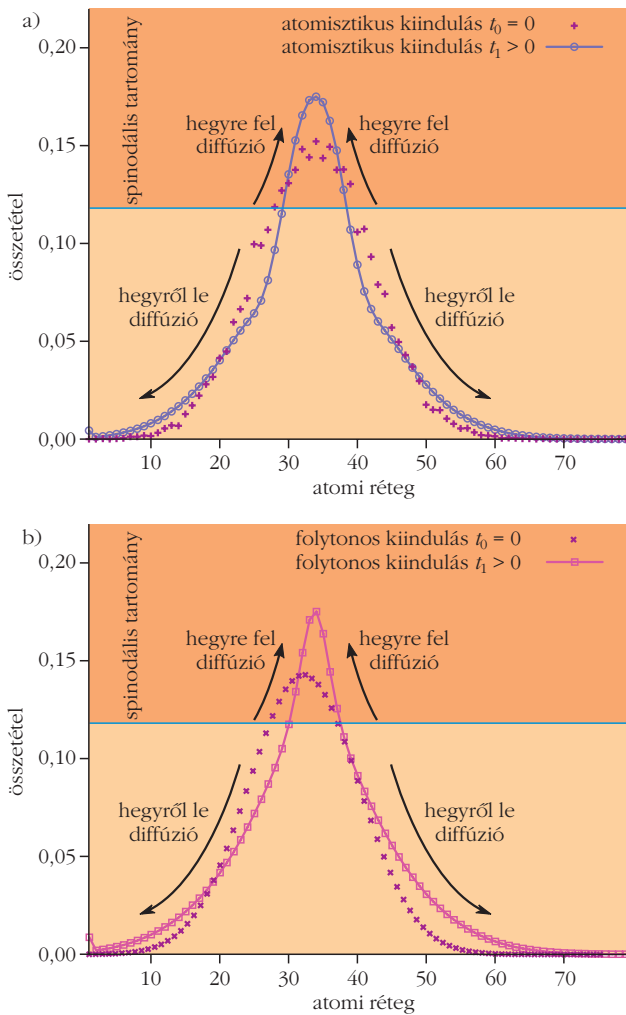 a)
0,20
0,15
0,10
0,05
0,00
összetétel
spinodális tartomány
atomisztikus kiindulás t0 = 0
atomisztikus kiindulás t1 > 0
hegyre fel
diffúzió
hegyre fel
diffúzió
hegyről le
diffúzió
hegyről le
diffúzió
10 20 30 40 50 60 70
atomi réteg
b)
0,20
0,15
0,10
0,05
0,00
összetétel
spinodális tartomány
folytonos kiindulás t0 = 0
folytonos kiindulás t1 > 0
hegyre fel
diffúzió
hegyre fel
diffúzió
hegyről le
diffúzió
hegyről le
diffúzió
10 20 30 40 50 60 70
atomi réteg